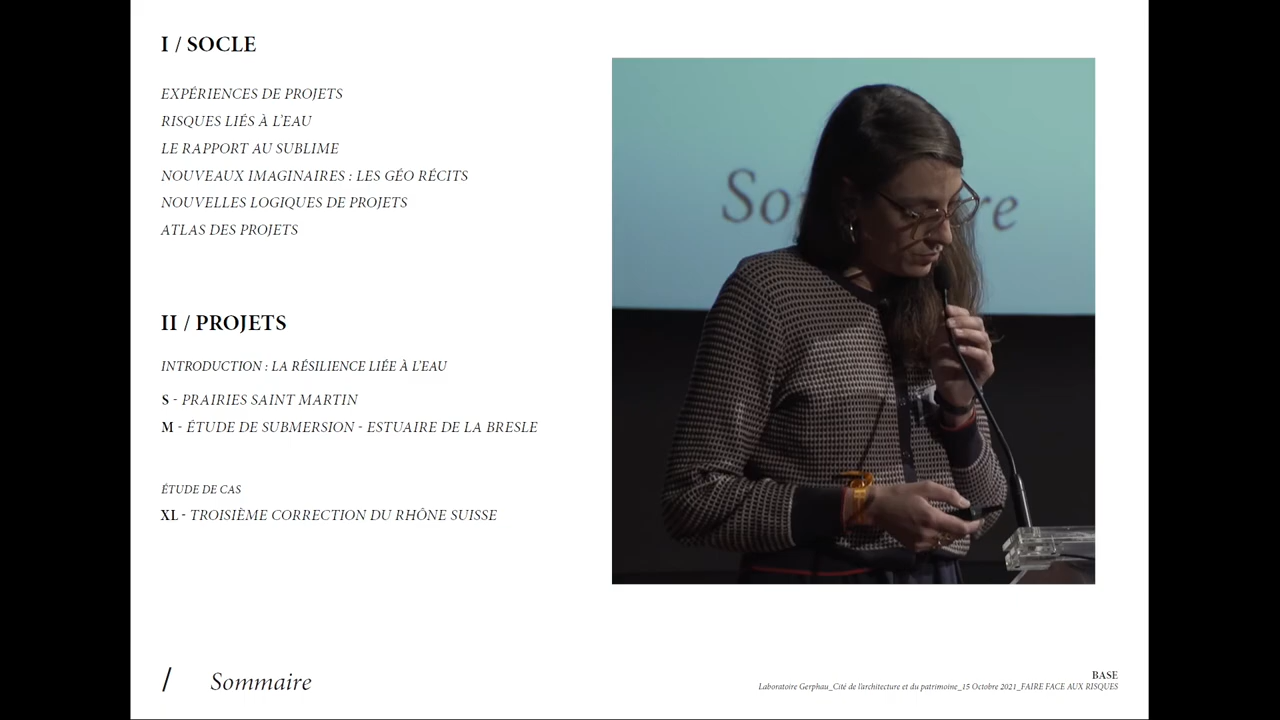 I / SOCLE
EXPÉRIENCES DE PROJETS
RISQUES LIÉS À L'EAU
LE RAPPORT AU SUBLIME
NOUVEAUX IMAGINAIRES : LES GÉO RÉCITS
NOUVELLES LOGIQUES DE PROJETS
ATLAS DES PROJETS
II / PROJETS
INTRODUCTION : LA RÉSILIENCE LIÉE À L'EAU
S - PRAIRIES SAINT MARTIN
M - ÉTUDE DE SUBMERSION - ESTUAIRE DE LA BRESLE
ÉTUDE DE CAS
XL - TROISIÈME CORRECTION DU RHÔNE SUISSE
/ Sommaire
BASE
Laboratoire Gerphau_Cité de l'architecture et du patrimoine_15 Octobre 2021_FAIRE FACE AUX RISQUES